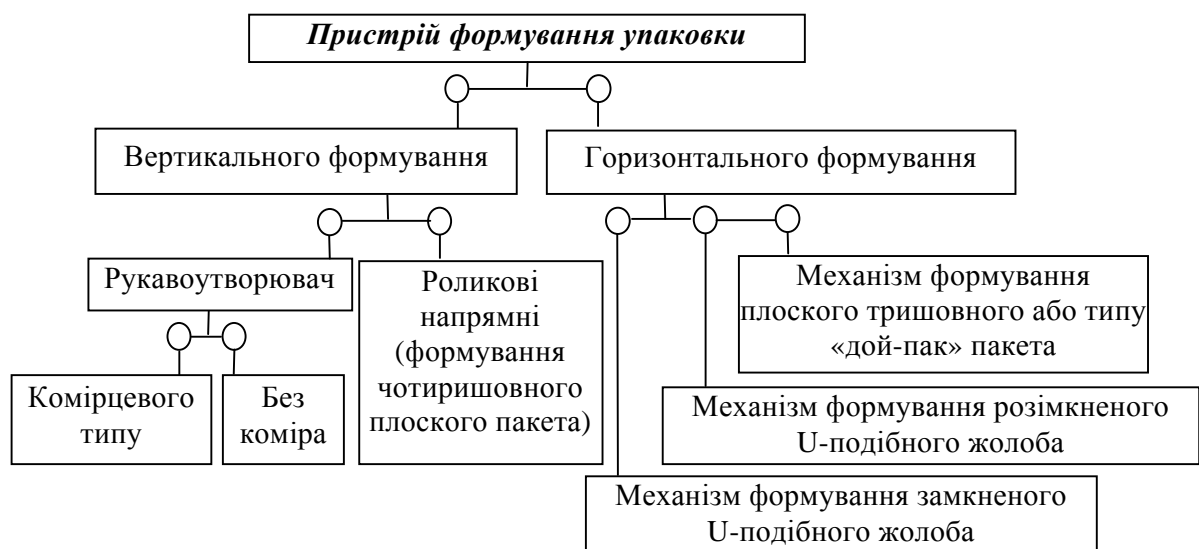 Пристрій формування упаковки
Вертикального формування
Горизонтального формування
Рукавоутворювач
Роликові
напрямні
(формування
чотиришовного
плоского пакета)
Механізм формування
плоского тришовного або типу
«дой-пак» пакета
Комірцевого
типу
Без
коміра
Механізм формування розімкненого
U-подібного жолоба
Механізм формування замкненого
U-подібного жолоба